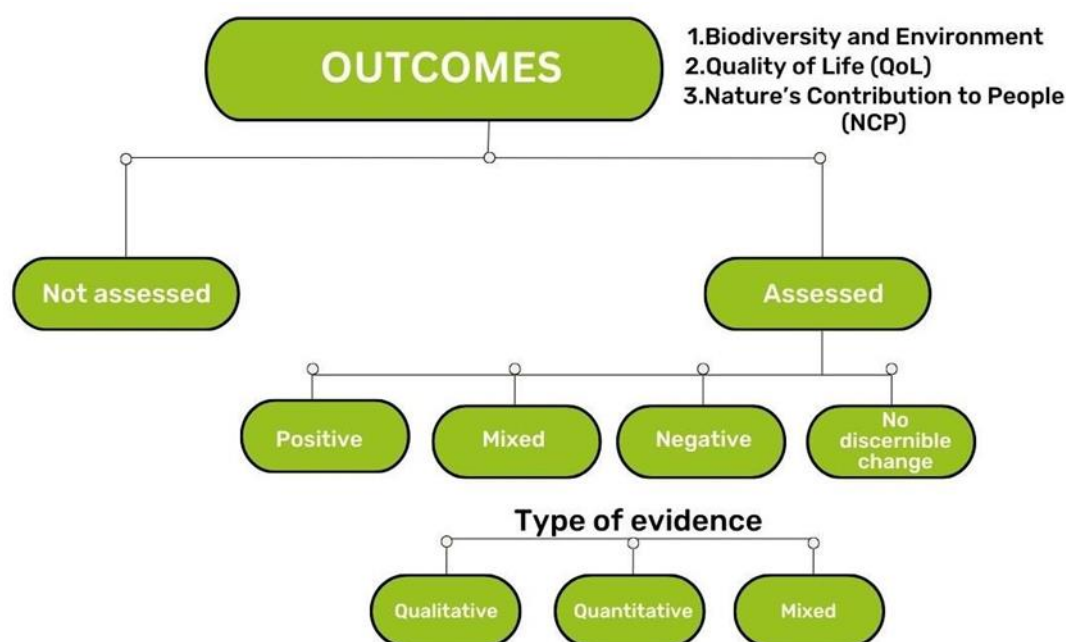 OUTCOMES
1.Biodiversity and Environment
2.Quality of Life (QoL)
3.Nature's Contribution to People
(NCP)
Not assessed
Assessed
Positive
Mixed
Negative
No
discernible
change
Type of evidence
Qualitative
Quantitative
Mixed